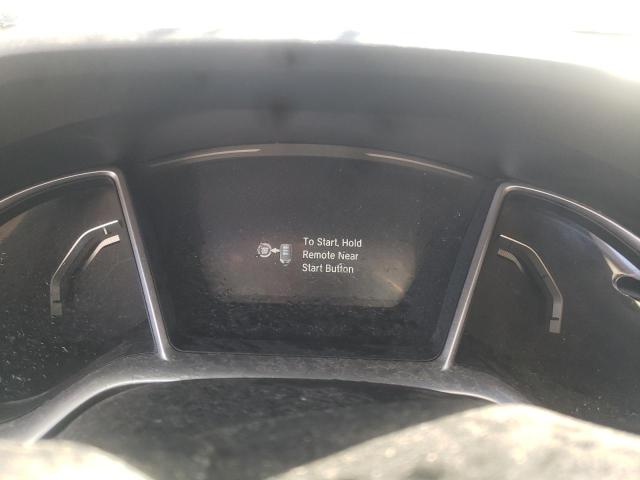 To Start, Hold
Remote Near
Start Button